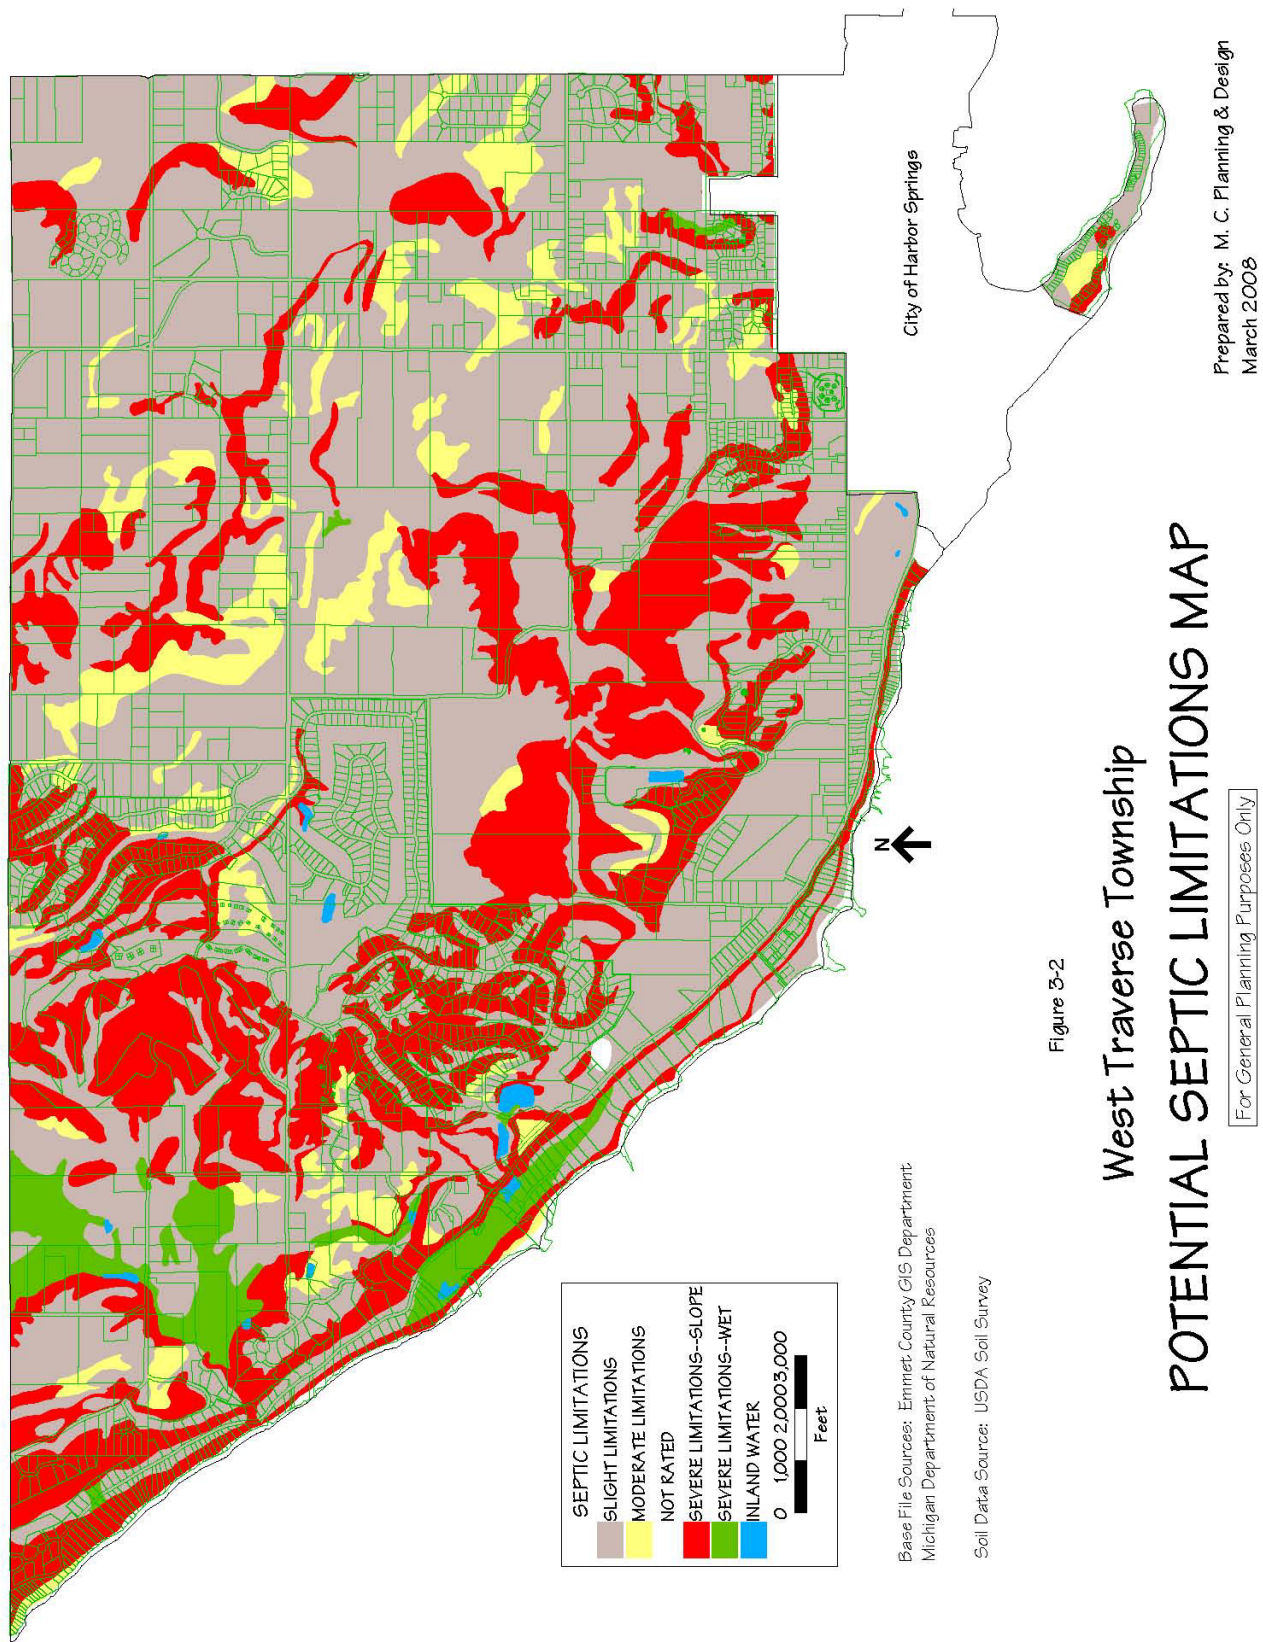 City of Harbor Springs
N
SEPTIC LIMITATIONS
SLIGHT LIMITATIONS
MODERATE LIMITATIONS
NOT RATED
SEVERE LIMITATIONS--SLOPE
SEVERE LIMITATIONS--WET
INLAND WATER
0 1,000 2,0003,000
Feet
Base File Sources: Emmet County GIS Department
Michigan Department of Natural Resources
Soil Data Source: USDA Soil Survey
Figure 3-2
West Traverse Township
POTENTIAL SEPTIC LIMITATIONS MAP
For General Planning Purposes Only
Prepared by: M. C. Planning & Design
March 2008